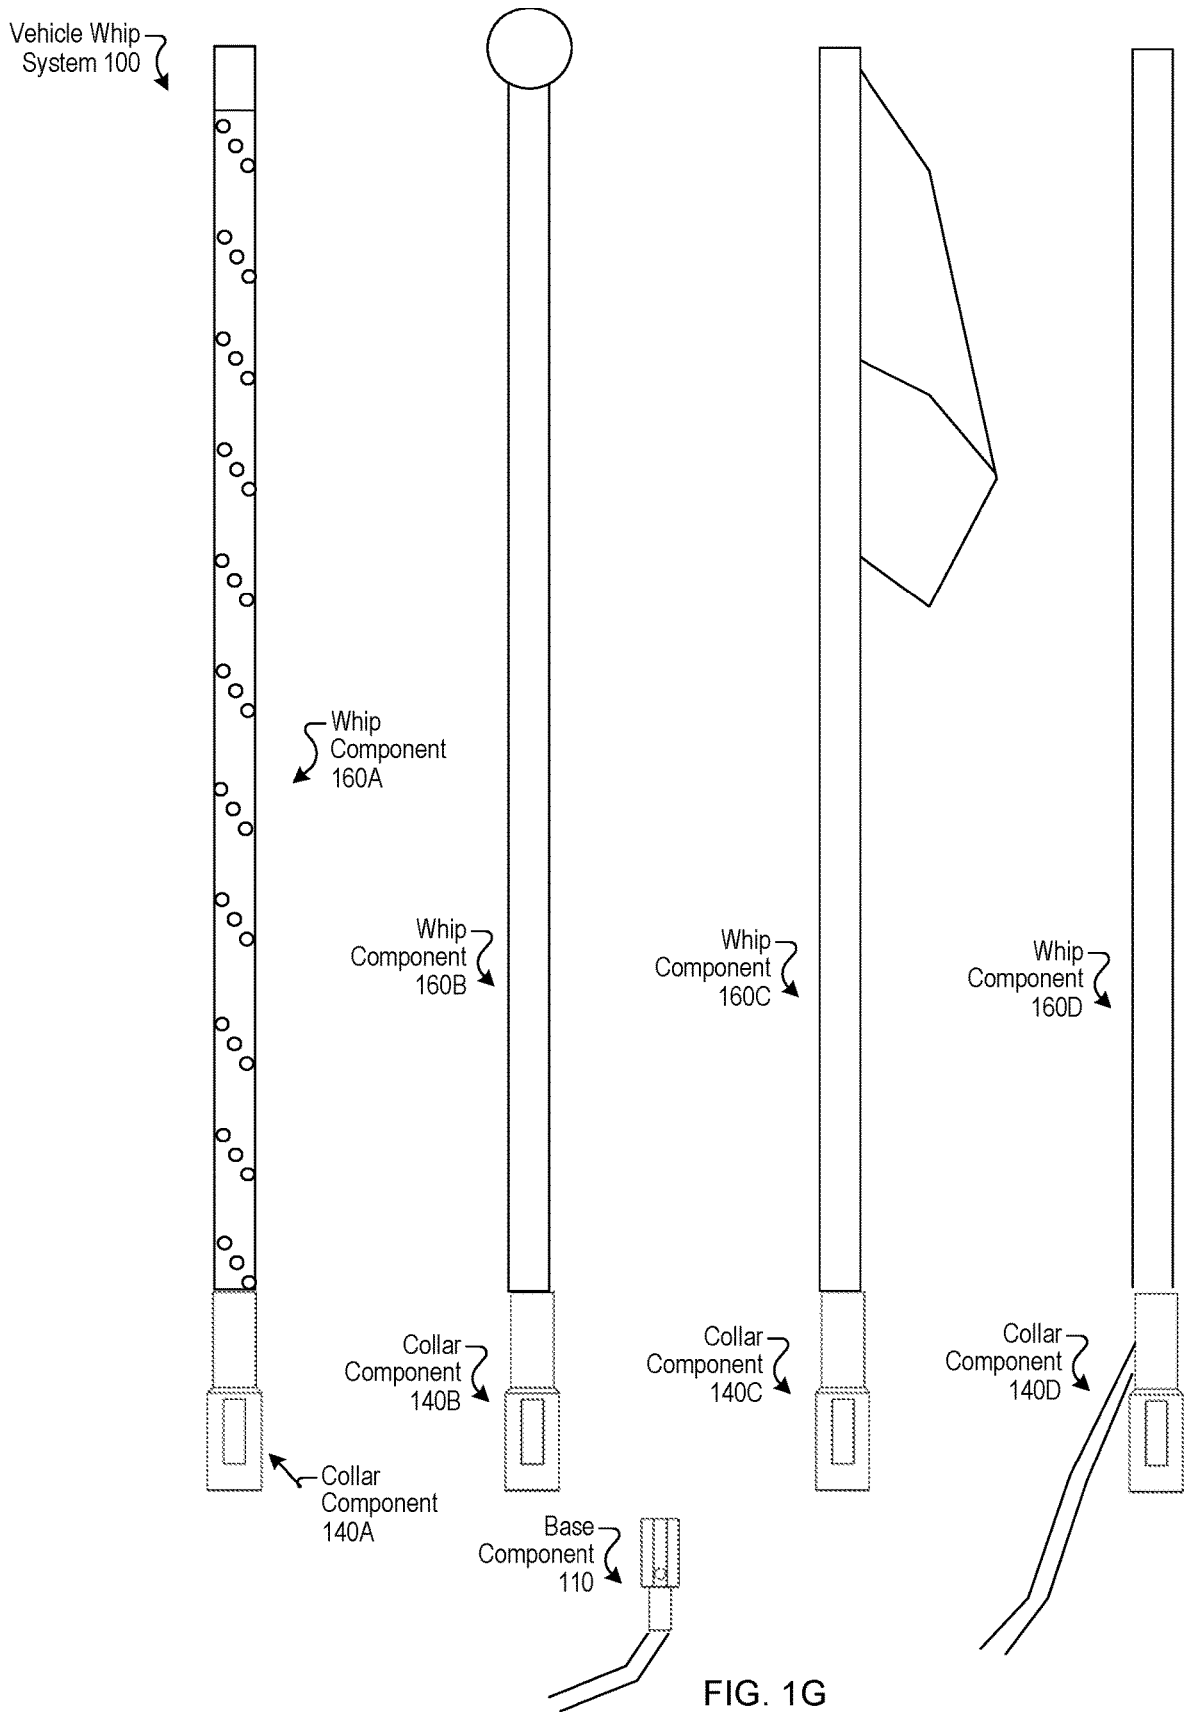 Vehicle Whip
System 100
Whip
Component
160A
Whip
Component
160B
Whip
Component
160C
Whip
Component
160D
Collar
Component
140B
Collar
Component
140C
Collar
Component
140D
Collar
Component
140A
Base
Component
110
FIG. 1G